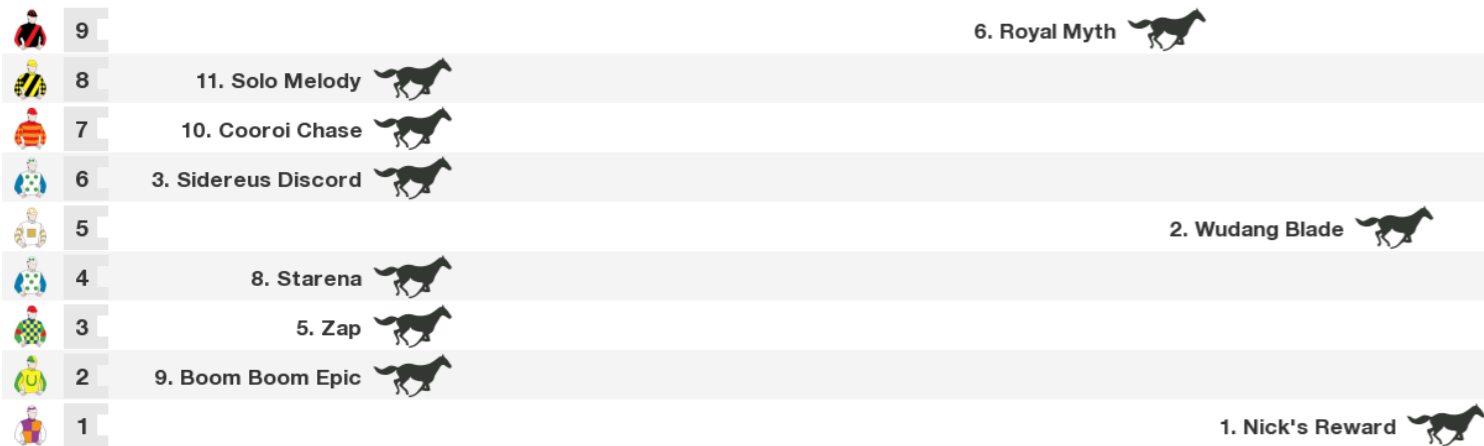 9 6. Royal Myth
8 11. Solo Melody
7 10. Cooroi Chase
6 3. Sidereus Discord
5 2. Wudang Blade
4 8. Starena
3 5. Zap
2 9. Boom Boom Epic
1 1. Nick's Reward